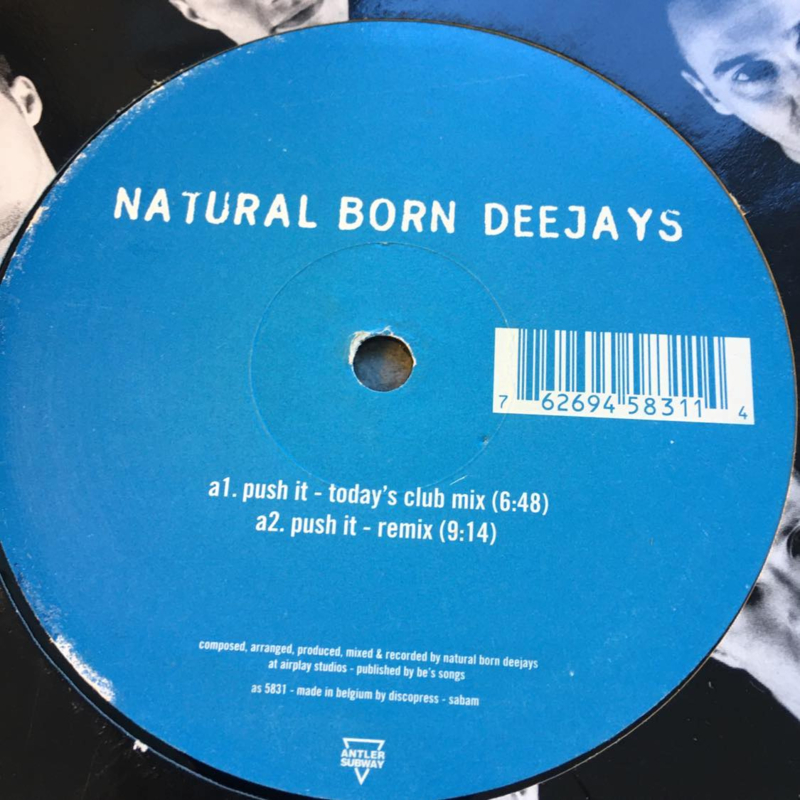 NATURAL BORN DEEJAYS
7 62694 58311 4
a1. push it - today's club mix (6:48)
a2. push it - remix (9:14)
composed, arranged, produced, mixed & recorded by natural born deejays
at airplay studios - published by be's songs
as 5831 - made in belgium by discopress - sabam
ANTLER
SUBWAY